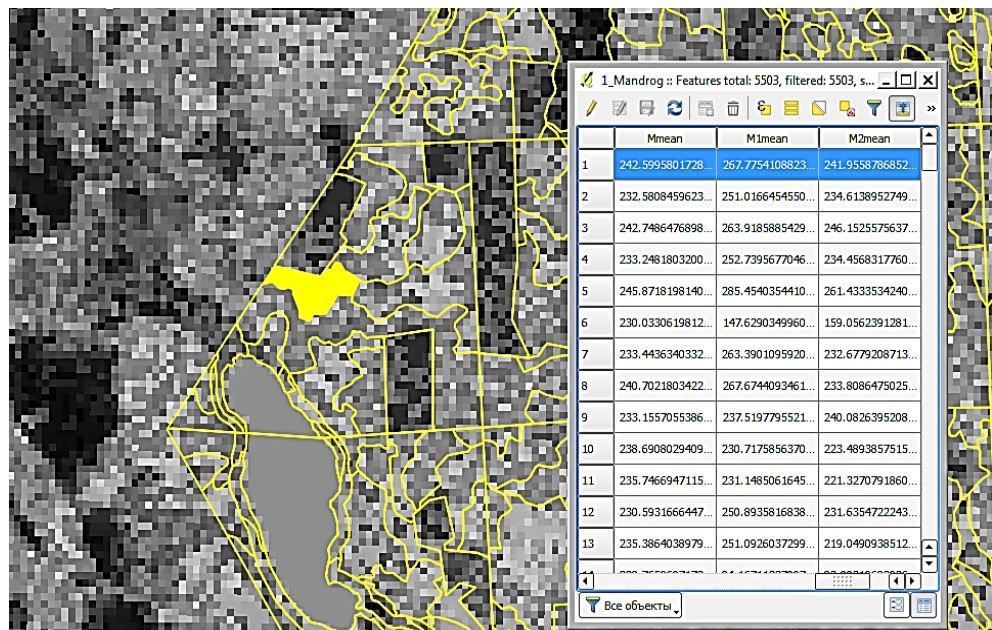 1_Mandrog :: Features total: 5503, filtered: 5503, s...
Mmean M1mean M2mean
1 242.5995801728... 267.7754108823... 241.9558786852...
2 232.5808459623... 251.0166454550... 234.6138952749...
3 242.7486476898... 263.9185885429... 246.1525575637...
4 233.2481803200... 252.7395677046... 234.4568317760...
5 245.8718198140... 285.4540354410... 261.4333534240...
6 230.0330619812... 147.6290349960... 159.0562391281...
7 233.4436340332... 263.3901095920... 232.6779208713...
8 240.7021803422... 267.6744093461... 233.8086475025...
9 233.1557055386... 237.5197795521... 240.0826395208...
10 238.6908029409... 230.7175856370... 223.4893857515...
11 235.7466947115... 231.1485061645... 221.3270791860...
12 230.5931666447... 250.8935816838... 231.6354722243...
13 235.3864038979... 251.0926037299... 219.0490938512...
Все объекты